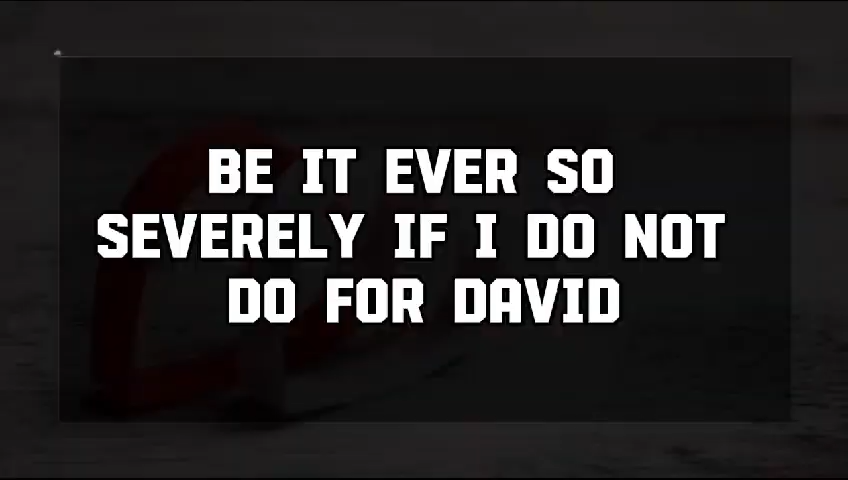 BE IT EVER SO
SEVERELY IF I DO NOT
DO FOR DAVID